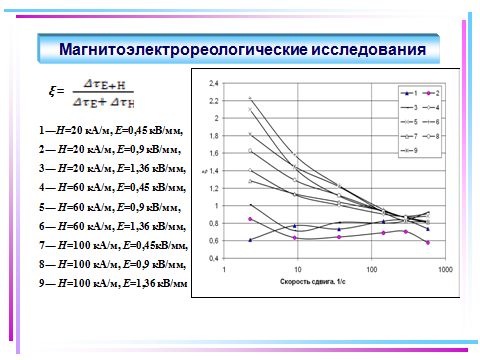 Магнитоэлектрореологические исследования
ξ = ΔτE+H
ΔτE+ ΔτH
1—H=20 кА/м, E=0,45 кВ/мм,
2—H=20 кА/м, E=0,9 кВ/мм,
3—H=20 кА/м, E=1,36 кВ/мм,
4—H=60 кА/м, E=0,45 кВ/мм,
5—H=60 кА/м, E=0,9 кВ/мм,
6—H=60 кА/м, E=1,36 кВ/мм,
7—H=100 кА/м, E=0,45кВ/мм,
8—H=100 кА/м, E=0,9 кВ/мм,
9—H=100 кА/м, E=1,36 кВ/мм
2,4
2,2
2
1,8
1,6
1,4
1,2
1
0,8
0,6
0,4
ξ
1 2
3 4
5 6
7 8
9
1 10 100 1000
Скорость сдвига, 1/с